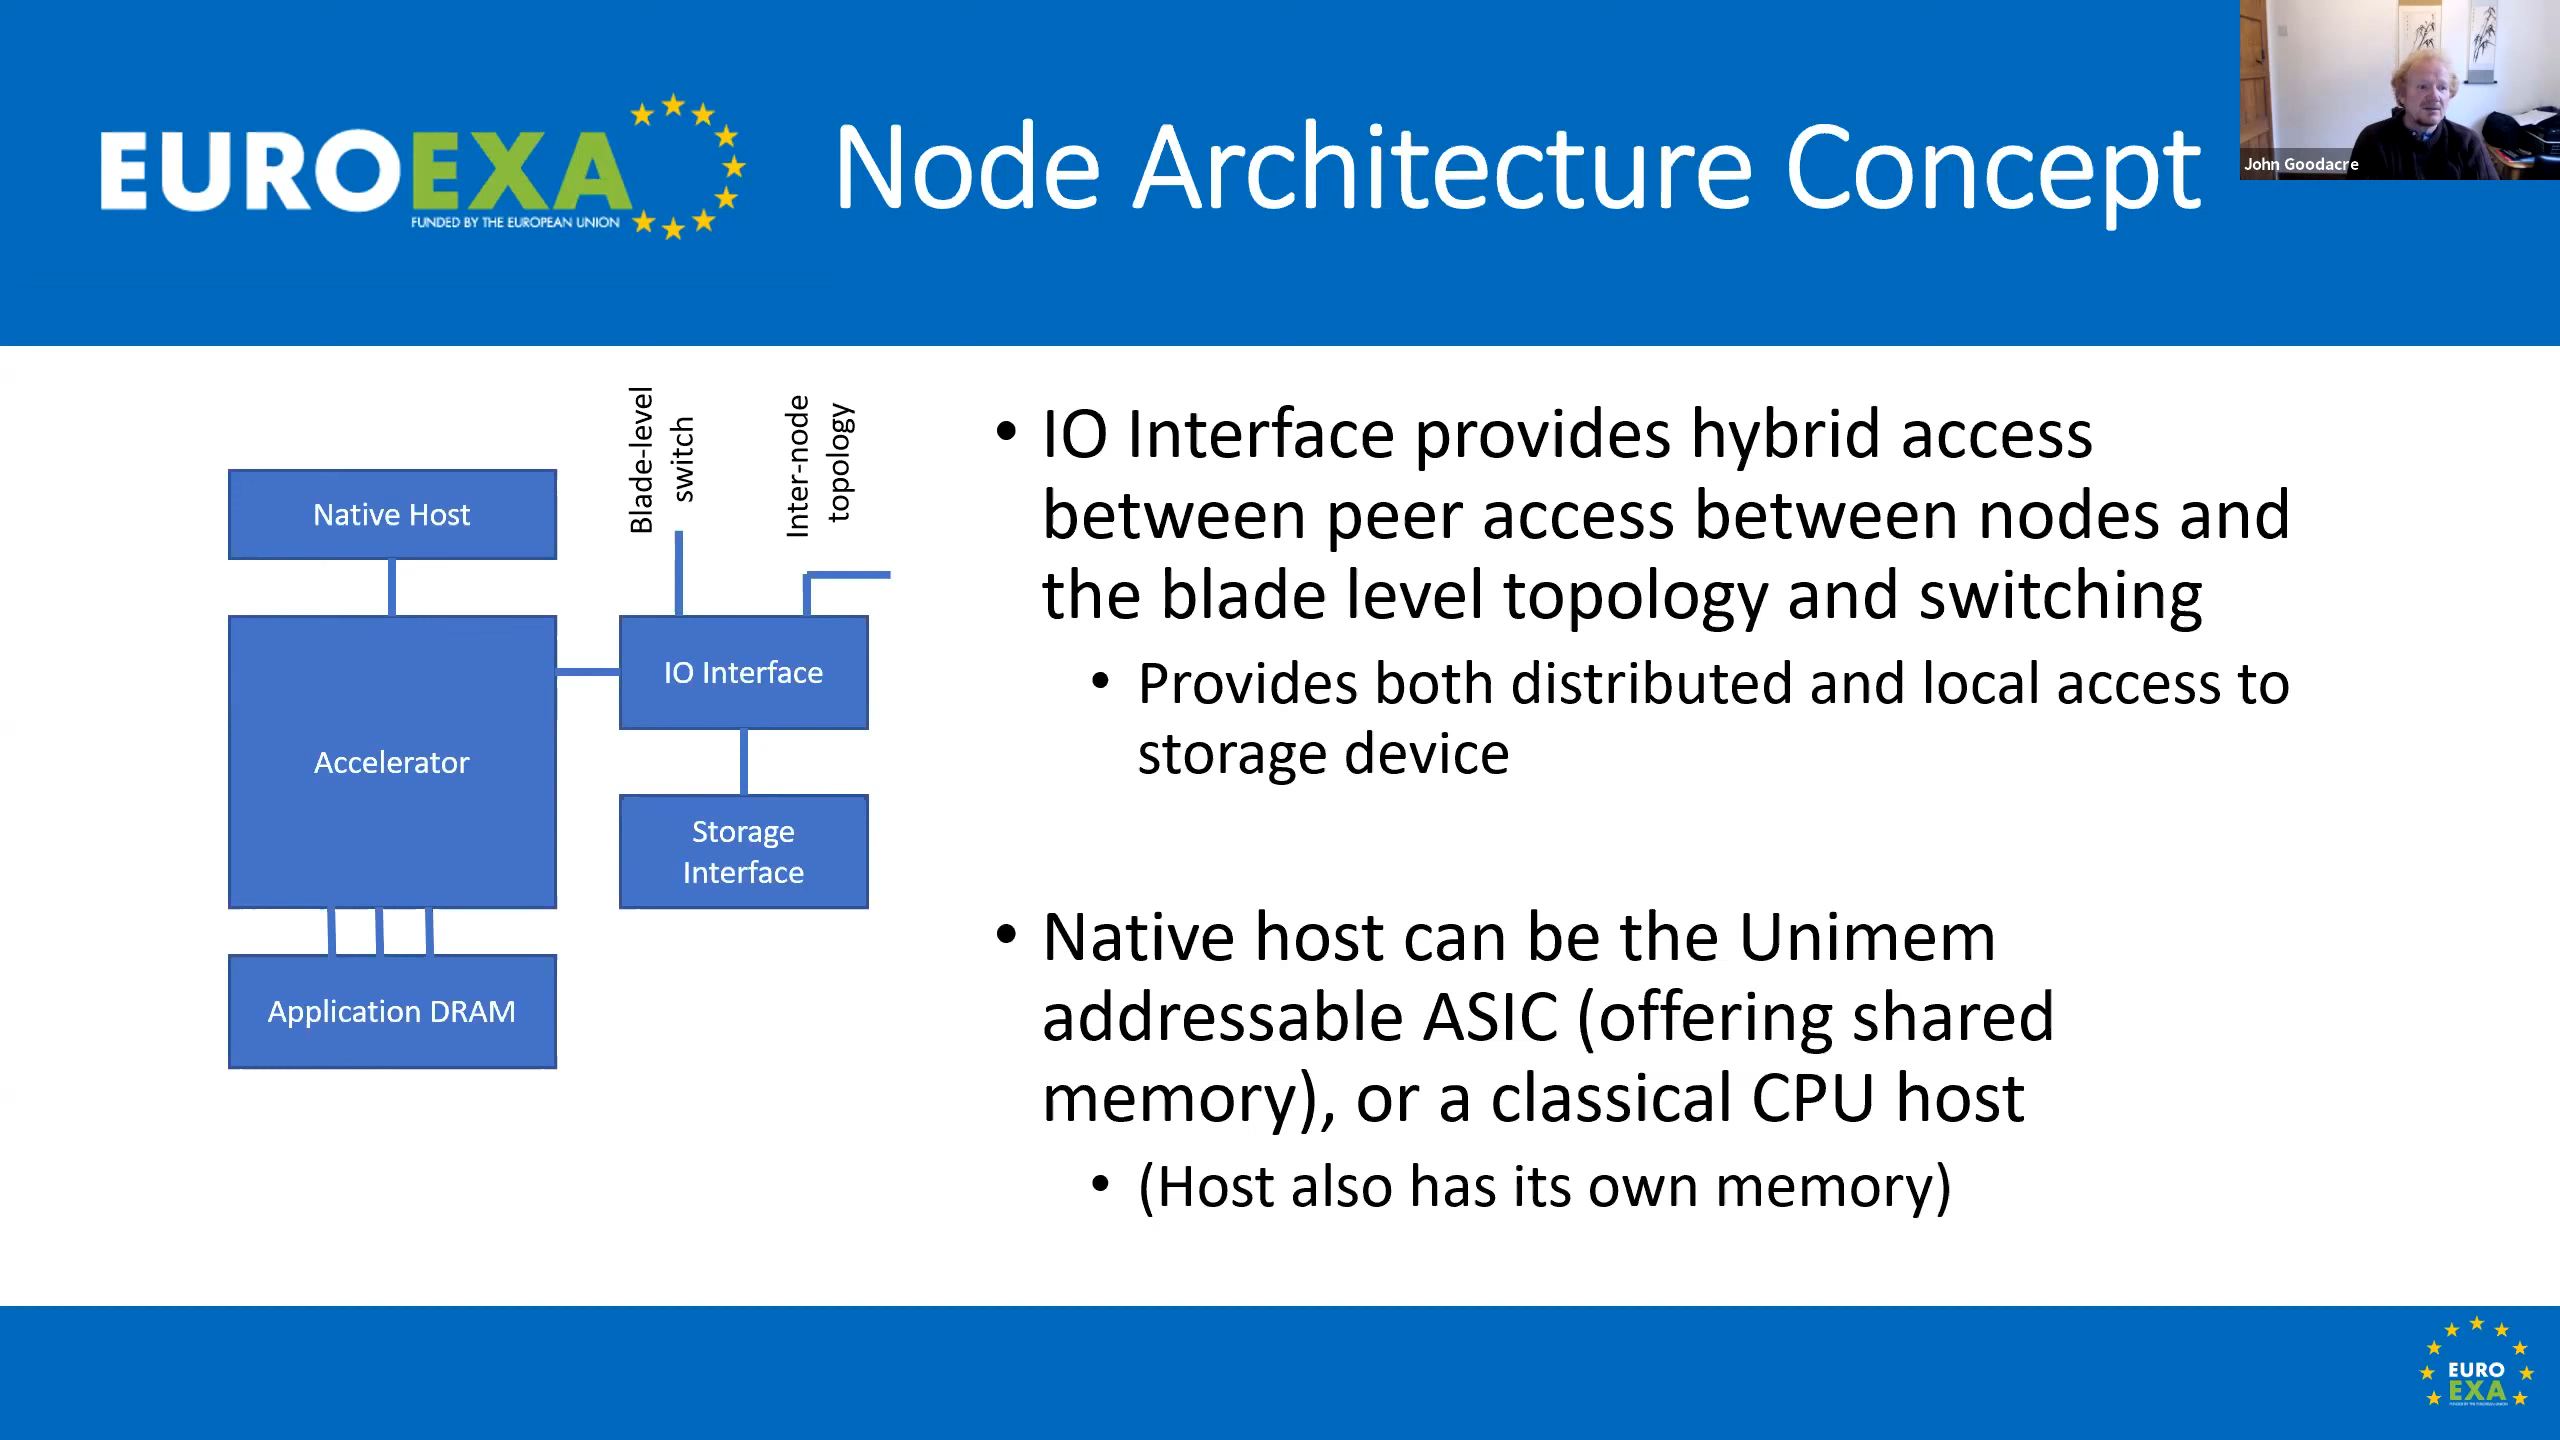 EUROEXA
FUNDED BY THE EUROPEAN UNION
Node Architecture Concept
John Goodacre
Blade-level
switch
Inter-node
topology
Native Host
Accelerator
IO Interface
Storage
Interface
Application DRAM
• IO Interface provides hybrid access
between peer access between nodes and
the blade level topology and switching
• Provides both distributed and local access to
storage device
• Native host can be the Unimem
addressable ASIC (offering shared
memory), or a classical CPU host
• (Host also has its own memory)
EURO
EXA